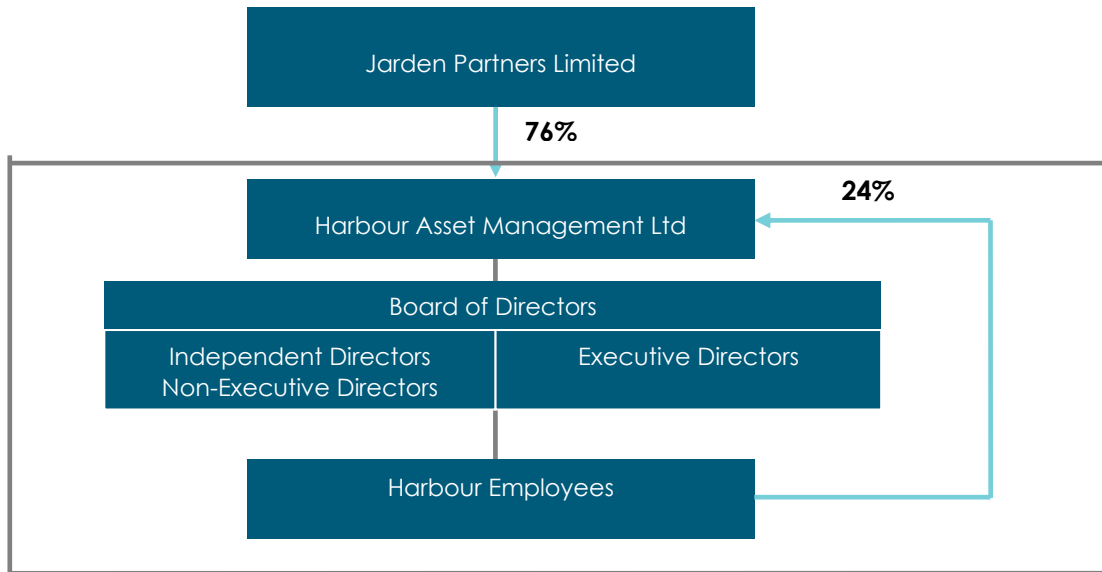 Jarden Partners Limited
76%
24%
Harbour Asset Management Ltd
Board of Directors
Independent Directors
Non-Executive Directors
Executive Directors
Harbour Employees